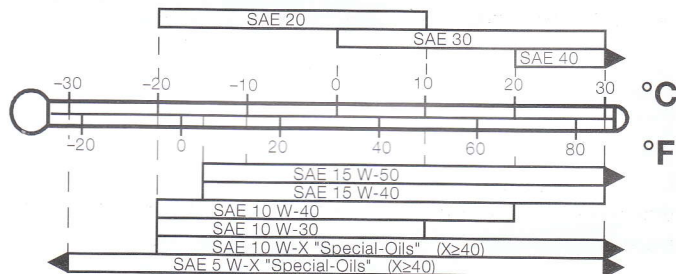 SAE 20
SAE 30
SAE 40
−30 −20 −10 0 10 20 30 °C
−20 0 20 40 60 80 °F
SAE 15 W-50
SAE 15 W-40
SAE 10 W-40
SAE 10 W-30
SAE 10 W-X "Special-Oils" (X≥40)
SAE 5 W-X "Special-Oils" (X≥40)